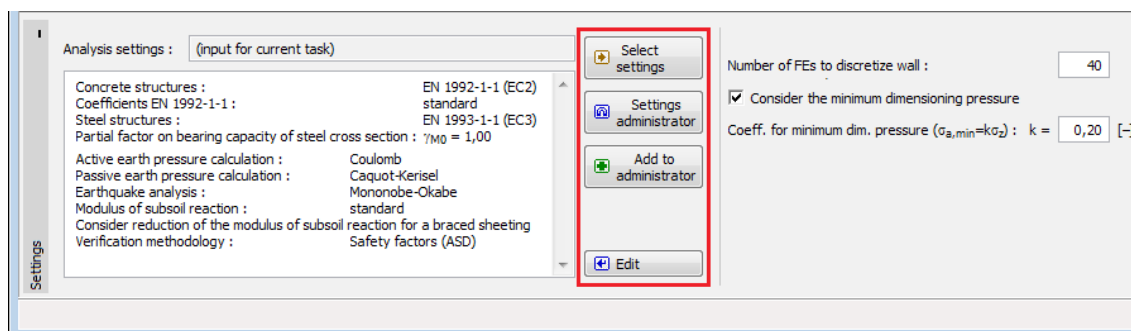 Analysis settings : (input for current task)
Concrete structures : EN 1992-1-1 (EC2)
Coefficients EN 1992-1-1 : standard
Steel structures : EN 1993-1-1 (EC3)
Partial factor on bearing capacity of steel cross section : γM0 = 1,00
Active earth pressure calculation : Coulomb
Passive earth pressure calculation : Caquot-Kerisel
Earthquake analysis : Mononobe-Okabe
Modulus of subsoil reaction : standard
Consider reduction of the modulus of subsoil reaction for a braced sheeting
Verification methodology : Safety factors (ASD)
Settings
Select
settings
Settings
administrator
Add to
administrator
Edit
Number of FEs to discretize wall : 40
Consider the minimum dimensioning pressure
Coeff. for minimum dim. pressure (σa,min=kσz) : k = 0,20 [–]